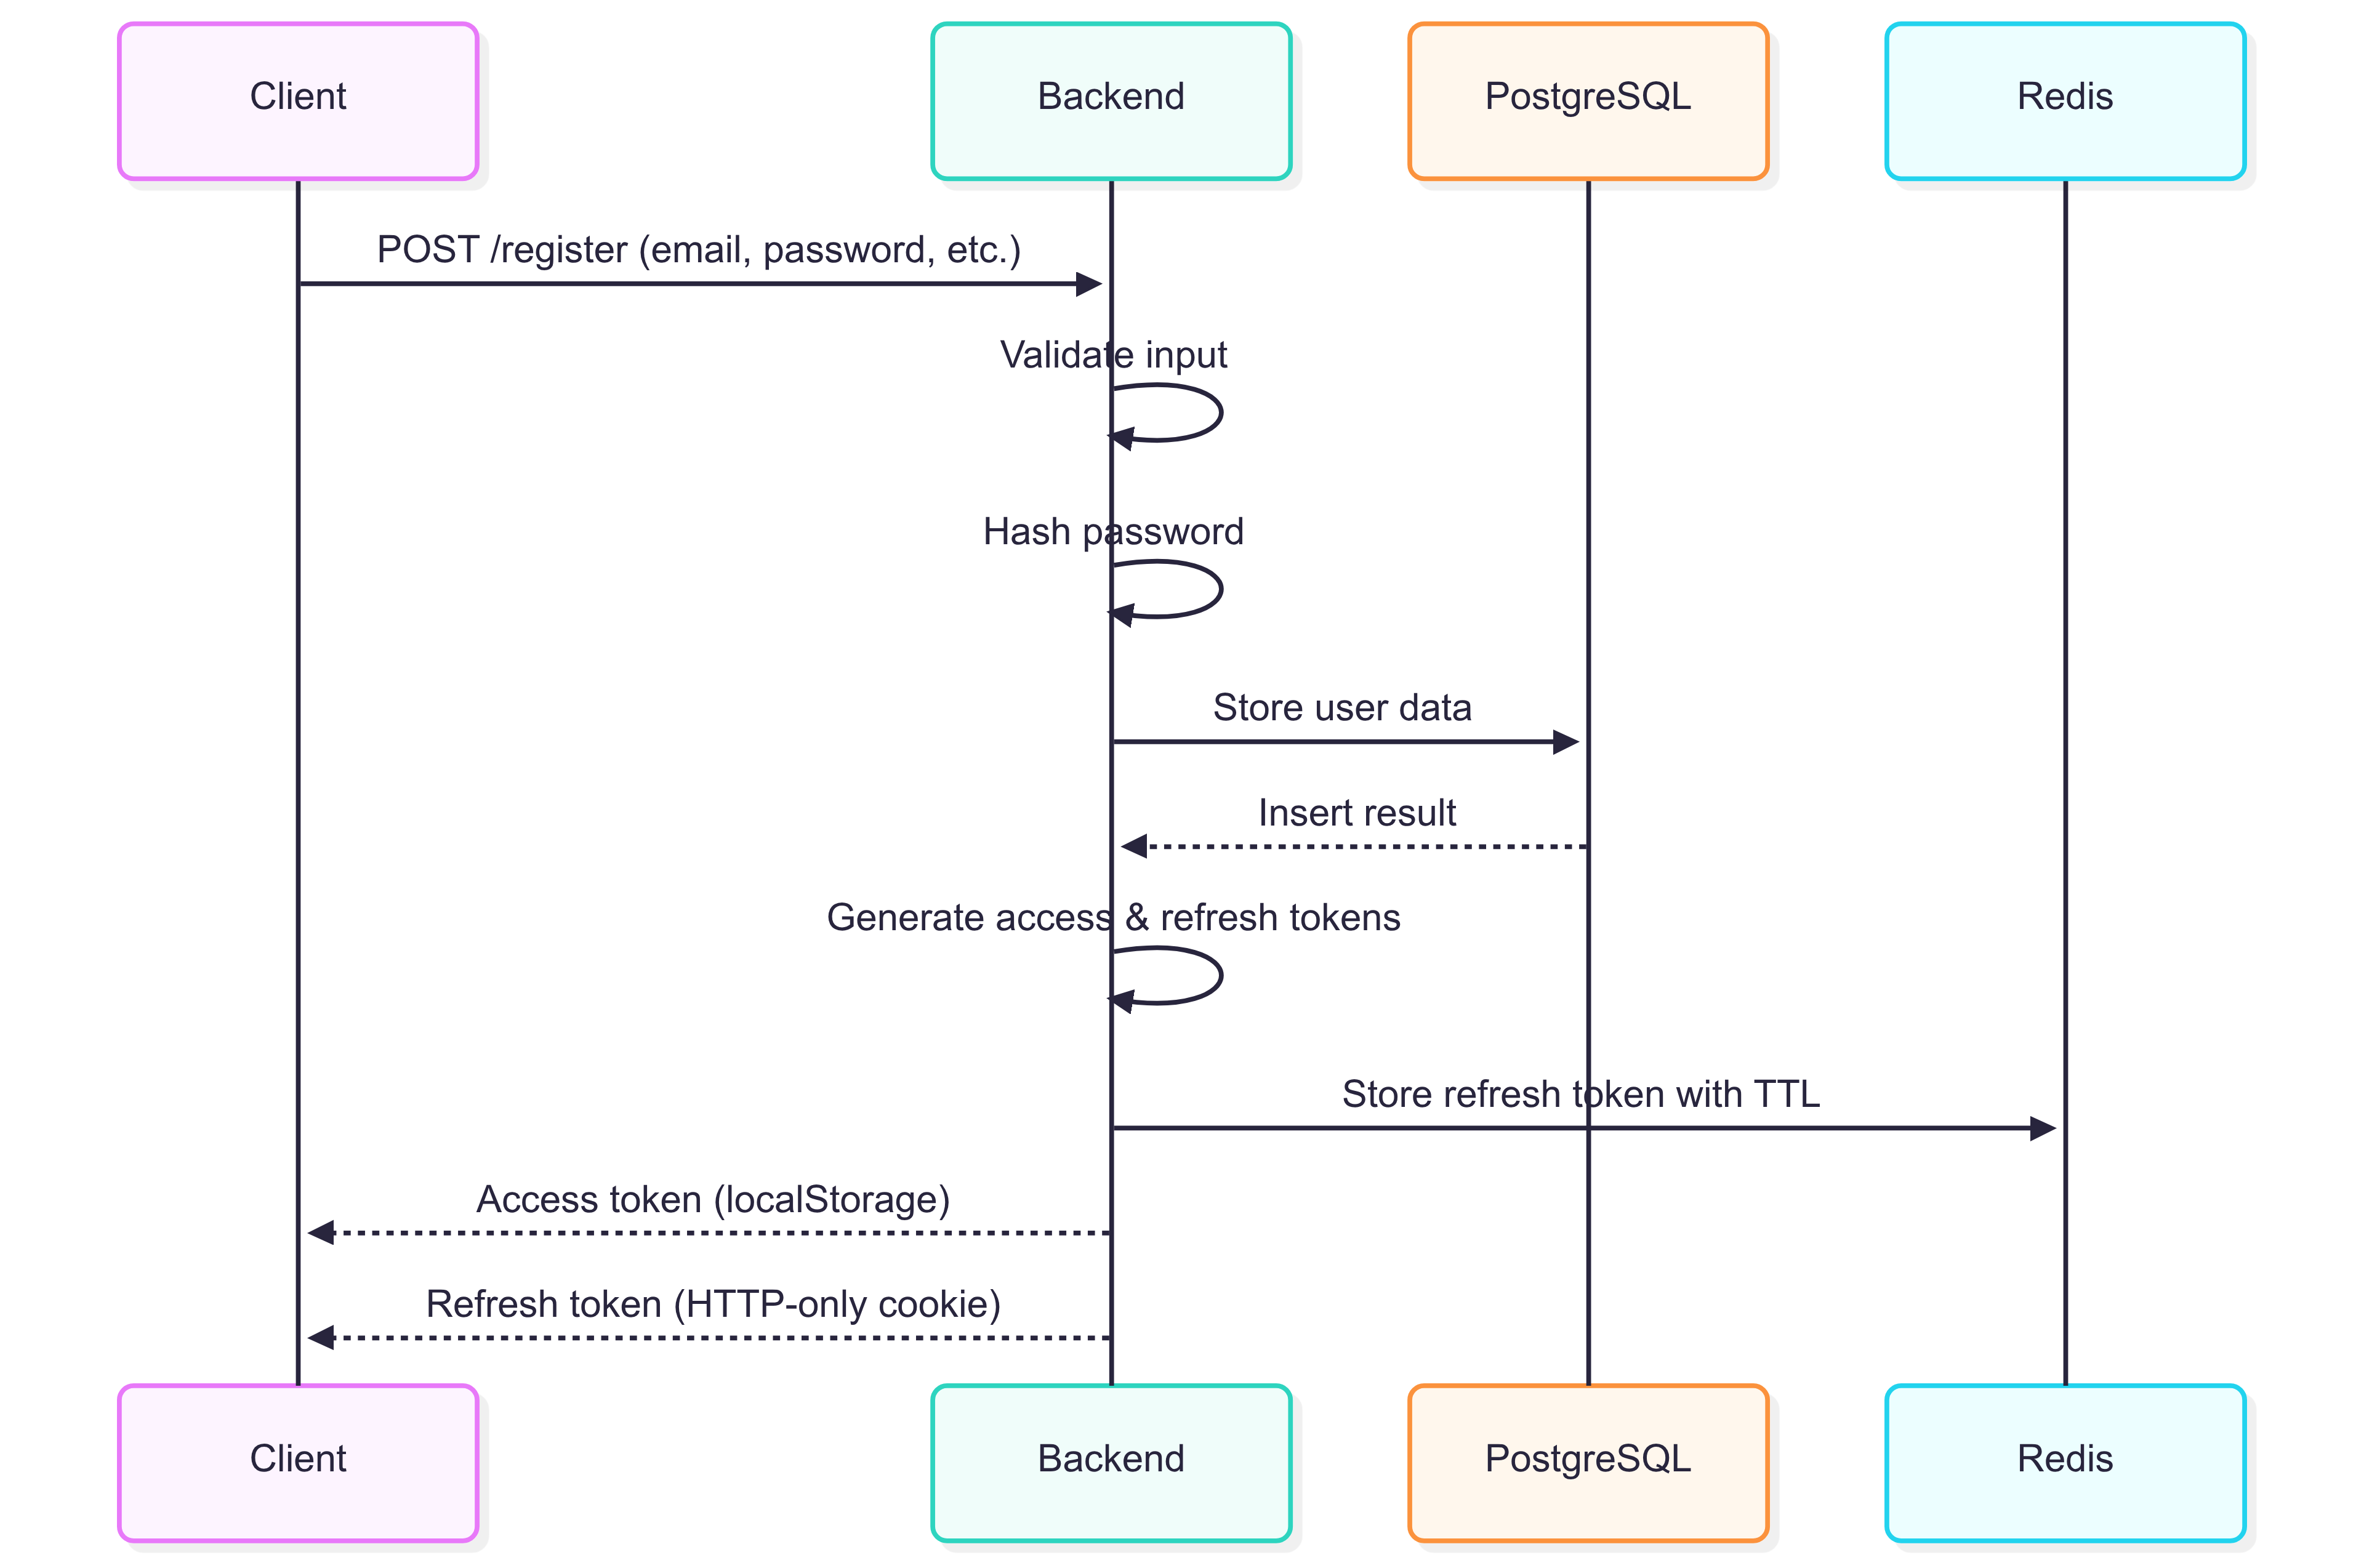 Client
Backend
PostgreSQL
Redis
POST /register (email, password, etc.)
Validate input
Hash password
Store user data
Insert result
Generate access & refresh tokens
Store refresh token with TTL
Access token (localStorage)
Refresh token (HTTP-only cookie)
Client
Backend
PostgreSQL
Redis